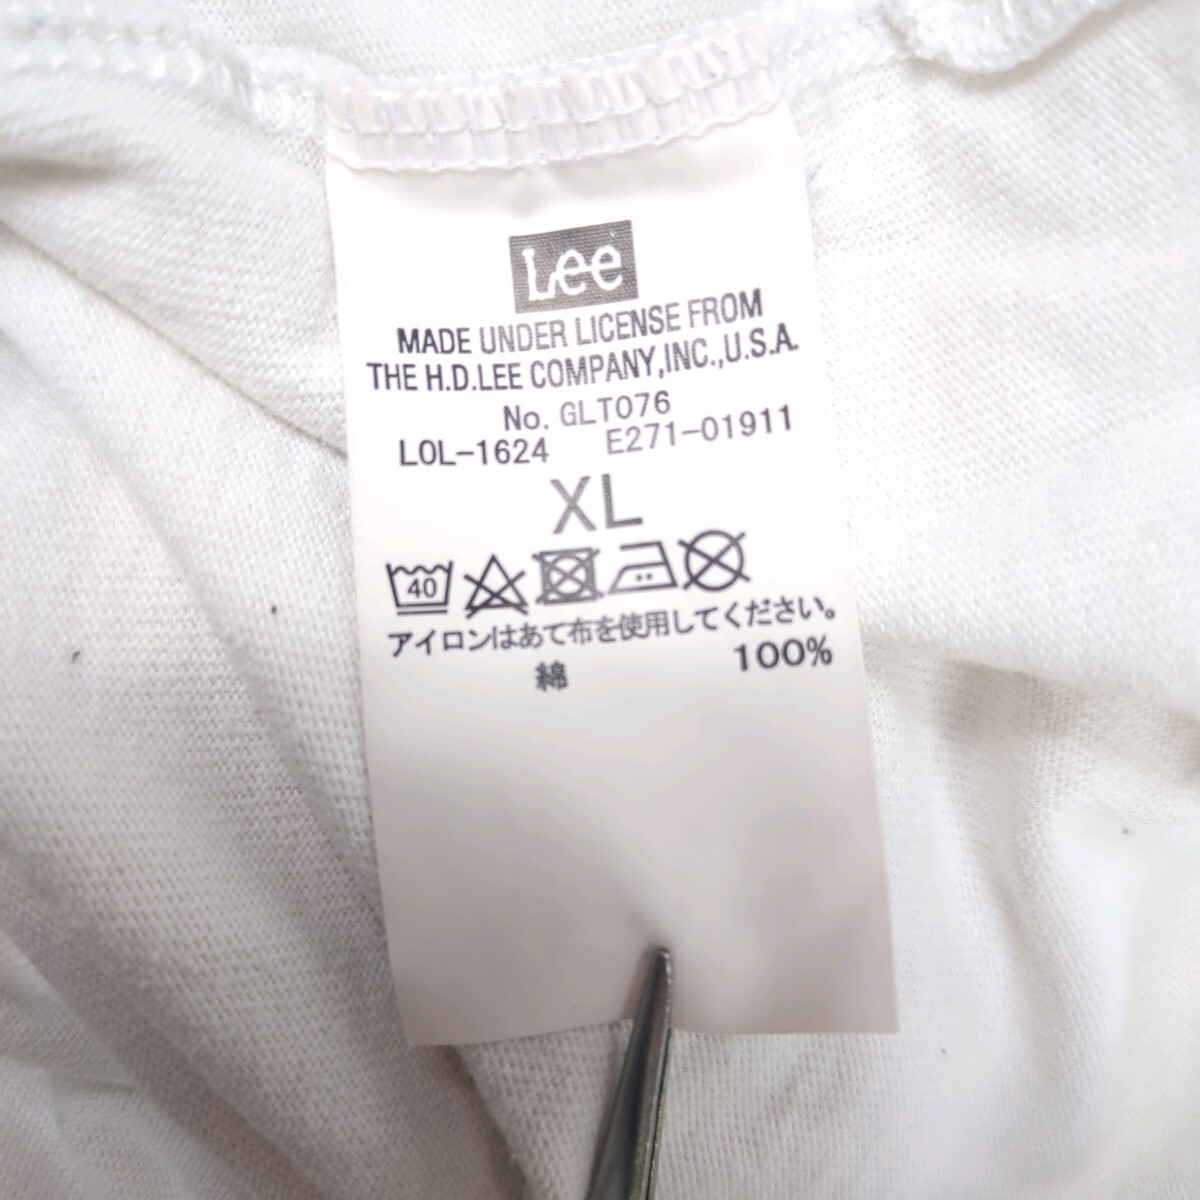 Lee
MADE UNDER LICENSE FROM
THE H.D.LEE COMPANY,INC.,U.S.A.
No. GLT076
LOL-1624 E271-01911
XL
40
アイロンはあて布を使用してください。
綿 100%